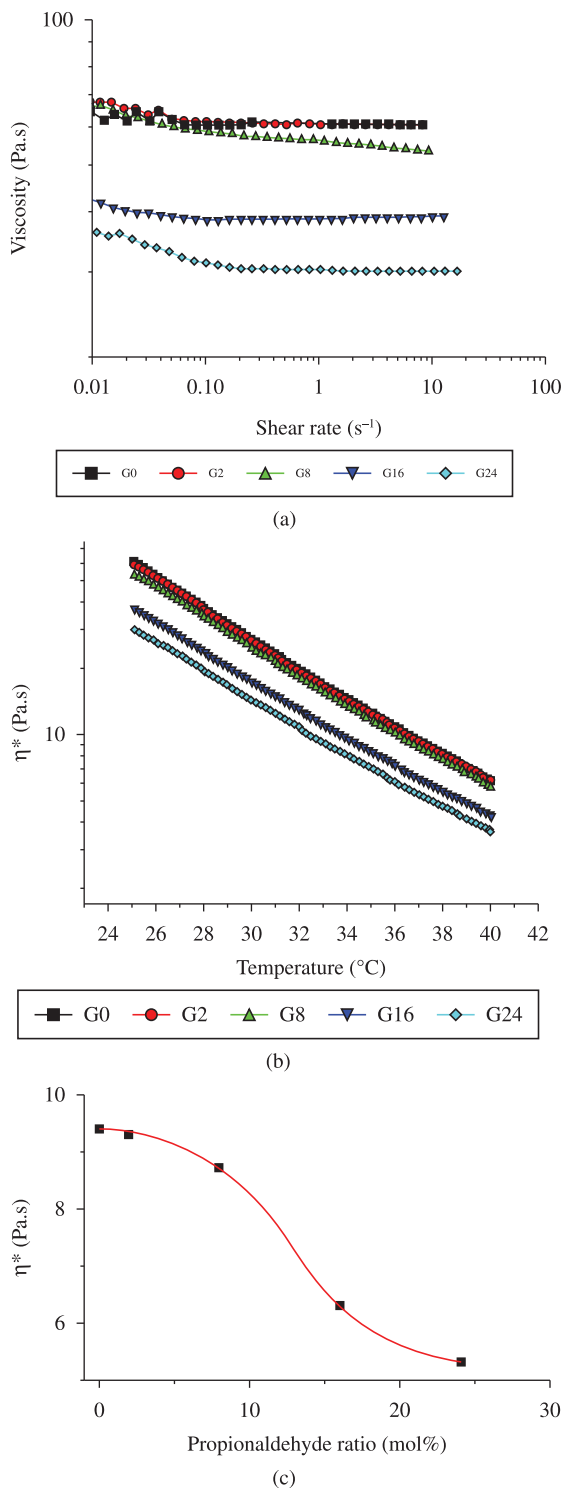 100
Viscosity (Pa.s)
0.01 0.10 1 10 100
Shear rate (s⁻¹)
G0 G2 G8 G16 G24
(a)
η* (Pa.s)
10
24 26 28 30 32 34 36 38 40 42
Temperature (°C)
G0 G2 G8 G16 G24
(b)
10
8
η* (Pa.s)
6
0 10 20 30
Propionaldehyde ratio (mol%)
(c)